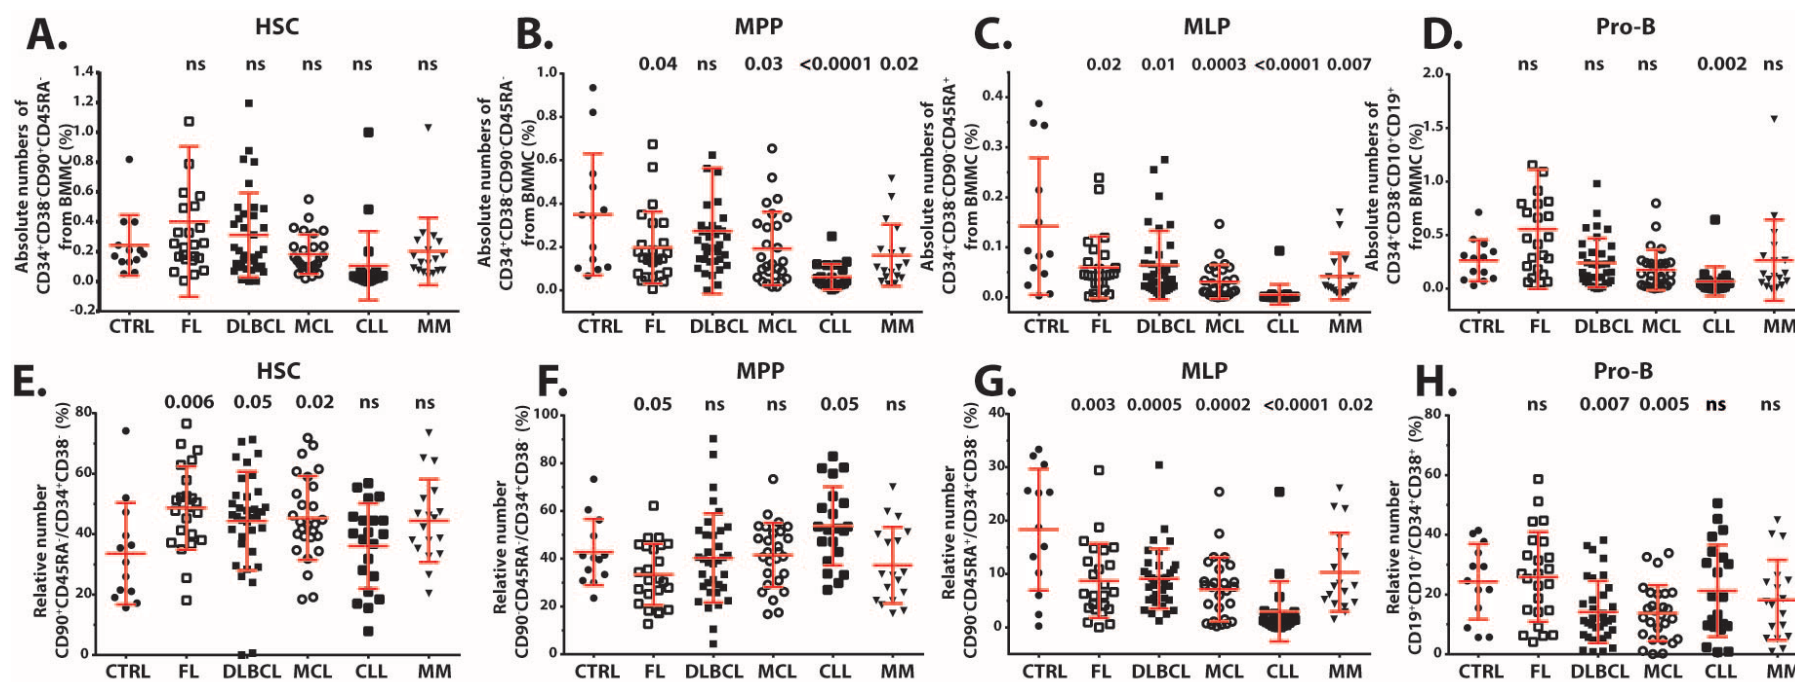 A. HSC
ns ns ns ns ns
Absolute numbers of
CD34⁺CD38⁻CD90⁺CD45RA⁻
from BMMC (%)
1.4
1.2
1.0
0.8
0.6
0.4
0.2
0.0
-0.2
CTRL FL DLBCL MCL CLL MM
B. MPP
0.04 ns 0.03 <0.0001 0.02
Absolute numbers of
CD34⁺CD38⁻CD90⁻CD45RA⁻
from BMMC (%)
1.0
0.8
0.6
0.4
0.2
0.0
CTRL FL DLBCL MCL CLL MM
C. MLP
0.02 0.01 0.0003 <0.0001 0.007
Absolute numbers of
CD34⁺CD38⁻CD90⁻CD45RA⁺
from BMMC (%)
0.4
0.3
0.2
0.1
0.0
CTRL FL DLBCL MCL CLL MM
D. Pro-B
ns ns ns 0.002 ns
Absolute numbers of
CD34⁺CD38⁺CD10⁺CD19⁺
from BMMC (%)
2.0
1.5
1.0
0.5
0.0
CTRL FL DLBCL MCL CLL MM
E. HSC
0.006 0.05 0.02 ns ns
Relative number
CD90⁺CD45RA⁻/CD34⁺CD38⁻ (%)
80
60
40
20
0
CTRL FL DLBCL MCL CLL MM
F. MPP
0.05 ns ns 0.05 ns
Relative number
CD90⁻CD45RA⁻/CD34⁺CD38⁻ (%)
100
80
60
40
20
0
CTRL FL DLBCL MCL CLL MM
G. MLP
0.003 0.0005 0.0002 <0.0001 0.02
Relative number
CD90⁻CD45RA⁺/CD34⁺CD38⁻ (%)
40
30
20
10
0
CTRL FL DLBCL MCL CLL MM
H. Pro-B
ns 0.007 0.005 ns ns
Relative number
CD19⁺CD10⁺/CD34⁺CD38⁺ (%)
80
60
40
20
0
CTRL FL DLBCL MCL CLL MM